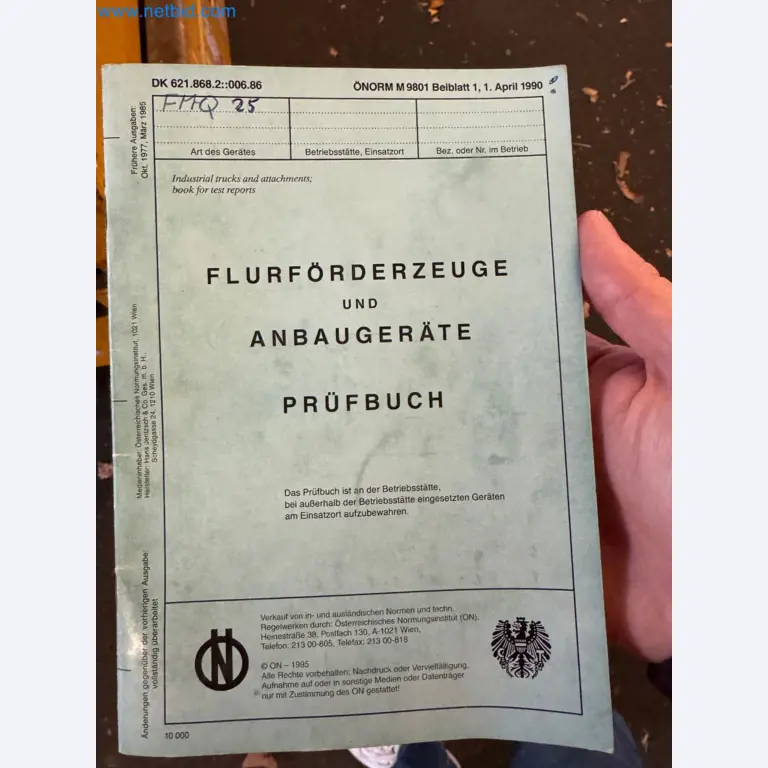 www.netbid.com
DK 621.868.2::006.86
ÖNORM M 9801 Beiblatt 1, 1. April 1990
25
Art des Gerätes
Betriebsstätte, Einsatzort
Bez. oder Nr. im Betrieb
Frühere Ausgaben:
Okt. 1977, März 1985
Industrial trucks and attachments;
book for test reports
FLURFÖRDERZEUGE
UND
ANBAUGERÄTE
PRÜFBUCH
Medieninhaber: Österreichisches Normungsinstitut, 1021 Wien
Hersteller: Hans Jentzsch & Co. Ges. m. b. H.,
Scheydgasse 24, 1210 Wien
Das Prüfbuch ist an der Betriebsstätte,
bei außerhalb der Betriebsstätte eingesetzten Geräten
am Einsatzort aufzubewahren.
Änderungen gegenüber der vorherigen Ausgabe:
vollständig überarbeitet
Verkauf von in- und ausländischen Normen und techn.
Regelwerken durch: Österreichisches Normungsinstitut (ON),
Heinestraße 38, Postfach 130, A-1021 Wien,
Telefon: 213 00-805, Telefax: 213 00-818
© ON – 1995
Alle Rechte vorbehalten: Nachdruck oder Vervielfältigung,
Aufnahme auf oder in sonstige Medien oder Datenträger
nur mit Zustimmung des ON gestattet!
10 000